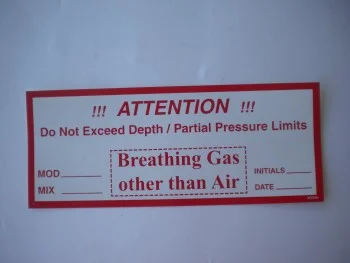 !!! ATTENTION !!!
Do Not Exceed Depth / Partial Pressure Limits
Breathing Gas
other than Air
MOD
MIX
INITIALS
DATE